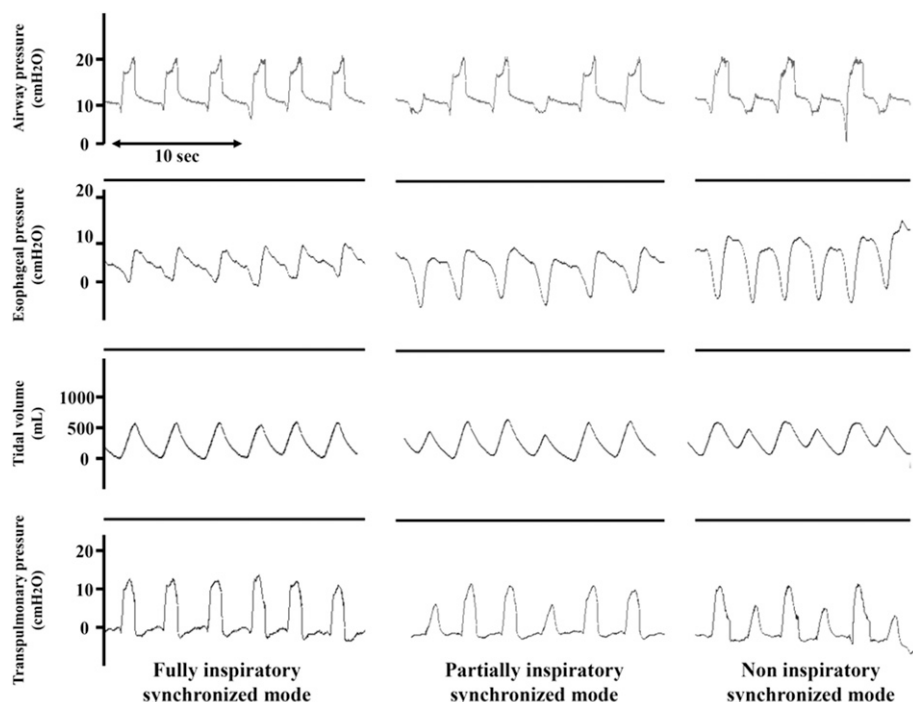 Airway pressure
(cmH2O)
20
10
0
10 sec
Esophageal pressure
(cmH2O)
20
10
0
Tidal volume
(mL)
1000
500
0
Transpulmonary pressure
(cmH2O)
20
10
0
Fully inspiratory
synchronized mode
Partially inspiratory
synchronized mode
Non inspiratory
synchronized mode